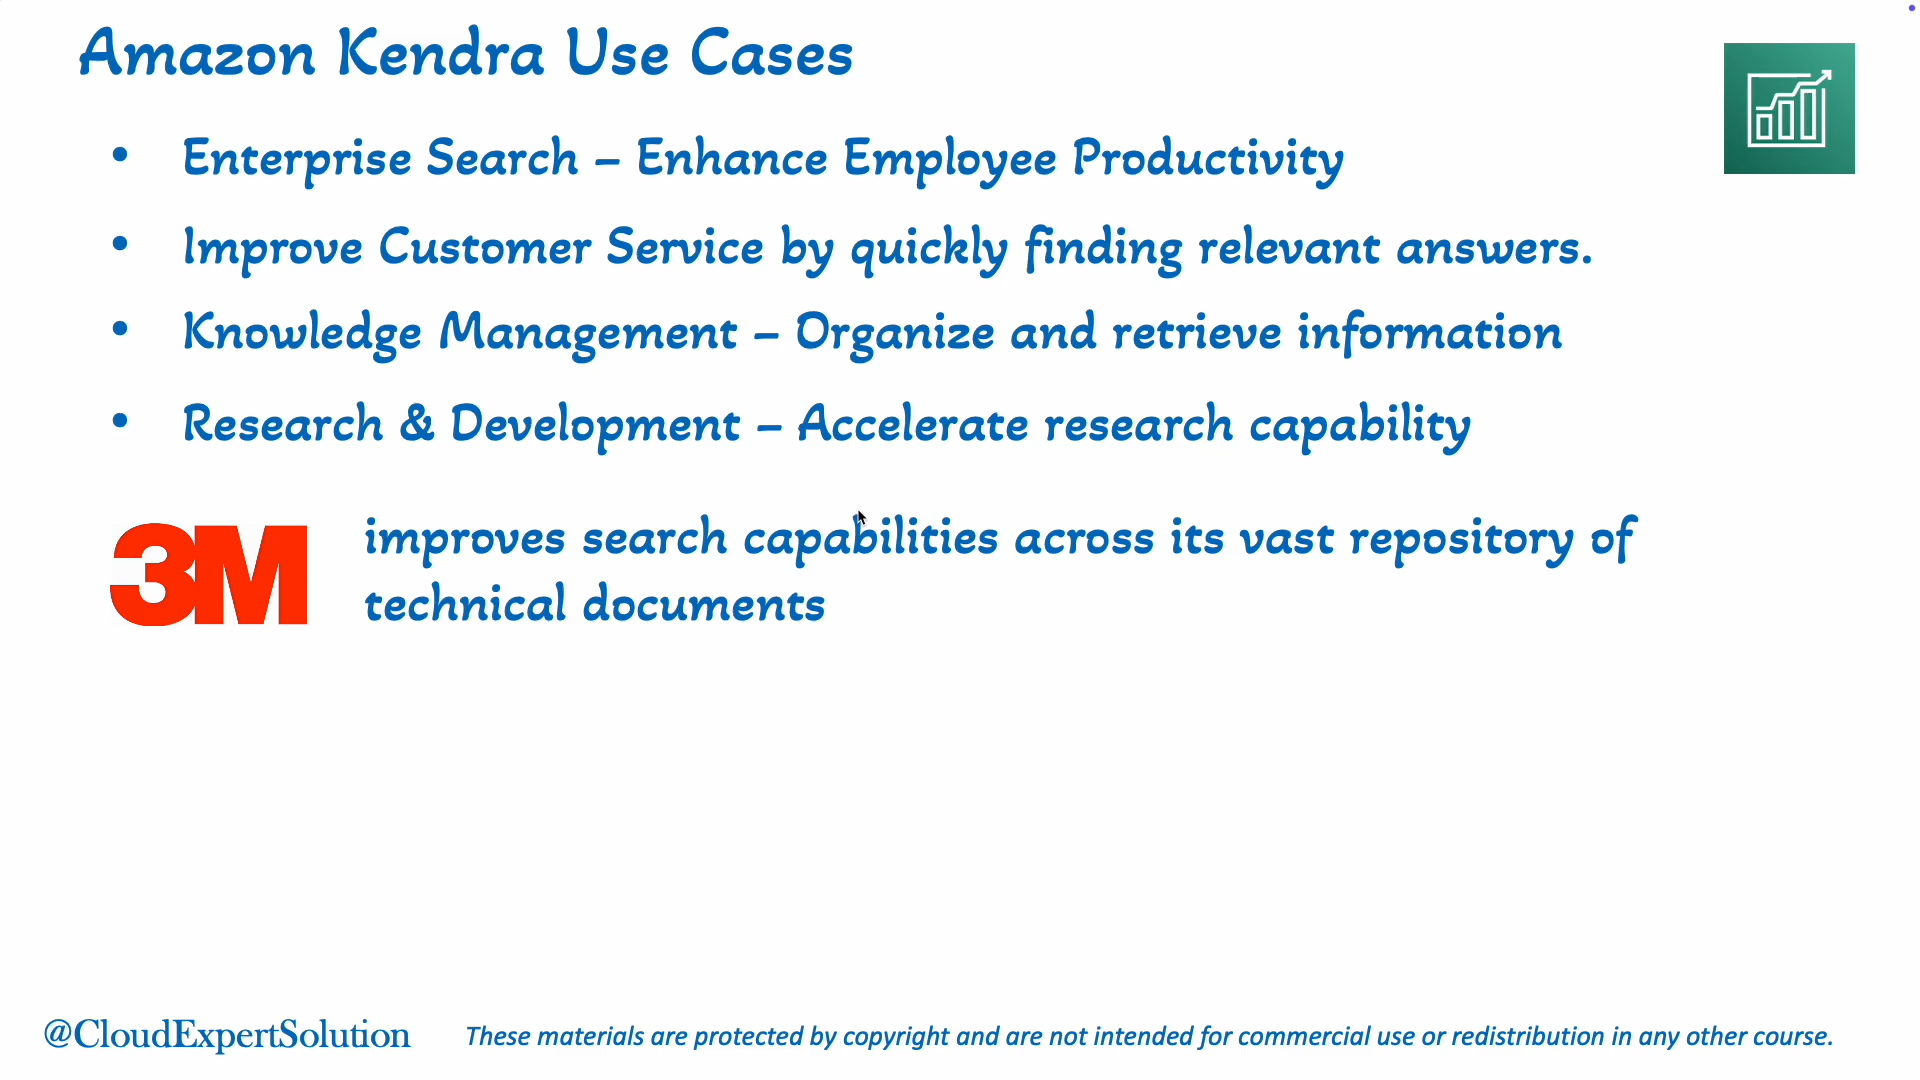 Amazon Kendra Use Cases
• Enterprise Search – Enhance Employee Productivity
• Improve Customer Service by quickly finding relevant answers.
• Knowledge Management – Organize and retrieve information
• Research & Development – Accelerate research capability
3M improves search capabilities across its vast repository of
technical documents
@CloudExpertSolution These materials are protected by copyright and are not intended for commercial use or redistribution in any other course.